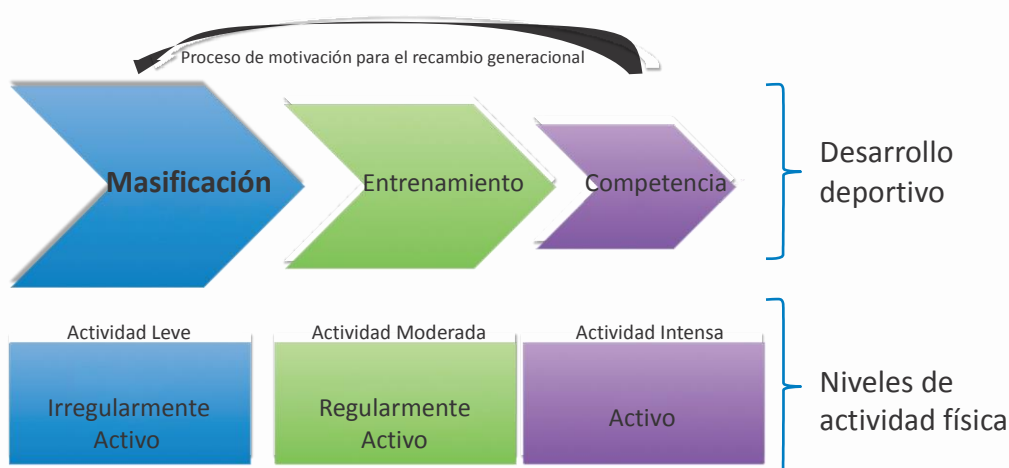 Proceso de motivación para el recambio generacional
Masificación
Entrenamiento
Competencia
Desarrollo
deportivo
Actividad Leve
Actividad Moderada
Actividad Intensa
Irregularmente
Activo
Regularmente
Activo
Activo
Niveles de
actividad física